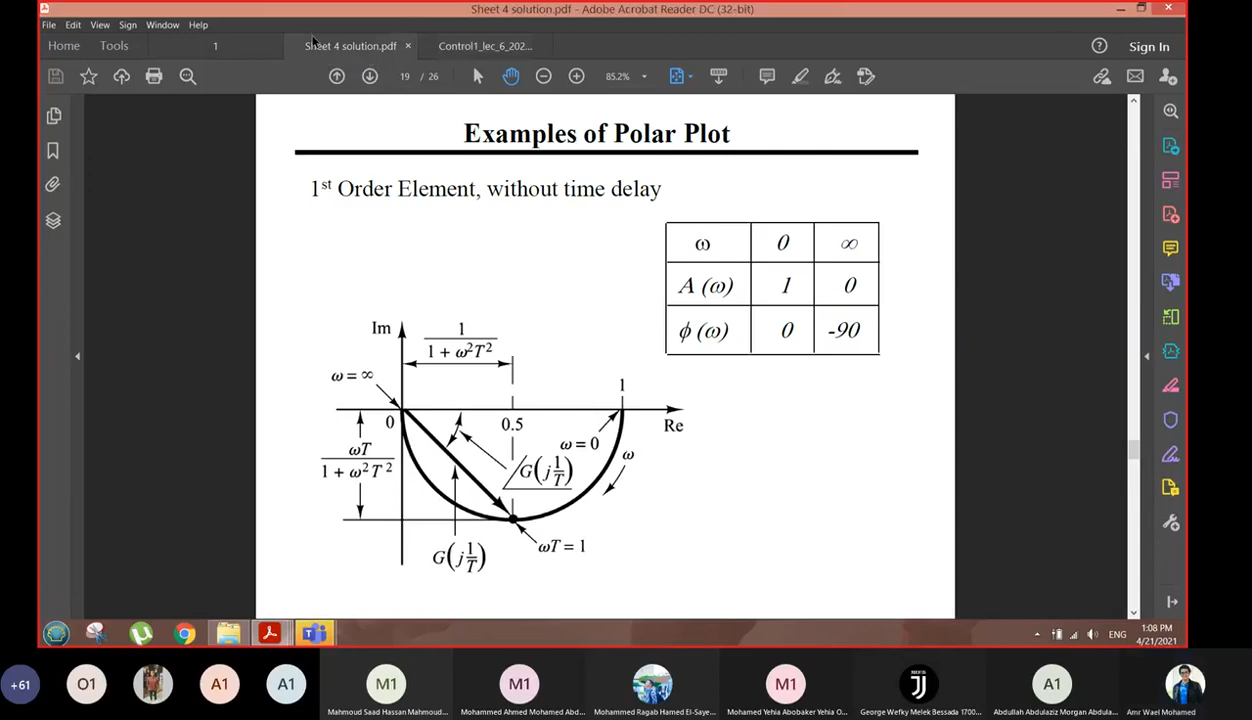 Sheet 4 solution.pdf - Adobe Acrobat Reader DC (32-bit)
File Edit View Sign Window Help
Home Tools 1 Sheet 4 solution.pdf × Control1_lec_6_202... Sign In
19 / 26 85.2%
Examples of Polar Plot
1st Order Element, without time delay
ω 0 ∞
A (ω) 1 0
ϕ (ω) 0 -90
Im
1
1 + ω²T²
ω = ∞
1
0
0.5
Re
ω = 0
ωT
1 + ω²T²
G(j1/T)
ω
G(j1/T)
ωT = 1
ENG
1:08 PM
4/21/2021
+61 O1 A1 A1 M1 M1 M1 A1
Mahmoud Saad Hassan Mahmoud... Mohammed Ahmed Mohamed Abd... Mohammed Ragab Hamed El-Saye... Mohamed Yehia Abobaker Yehia O... George Wefky Melek Bessada 1700... Abdullah Abdulaziz Morgan Abdula... Amr Wael Mohamed